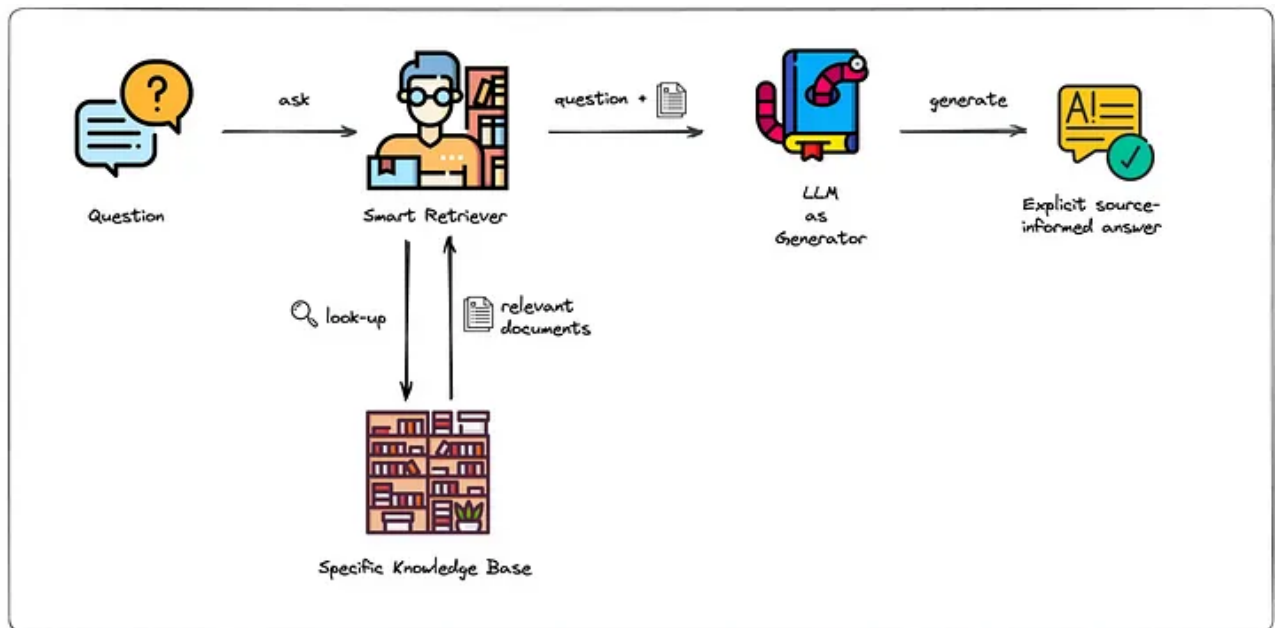 ?
ask
question +
generate
A!
Question
Smart Retriever
LLM
as
Generator
Explicit source-
informed answer
look-up
relevant
documents
Specific Knowledge Base